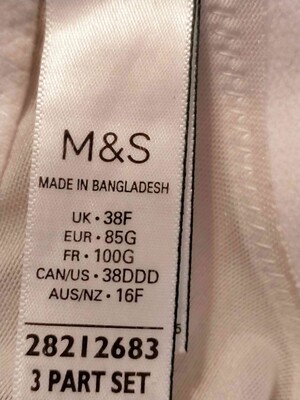 M&S
MADE IN BANGLADESH
UK • 38F
EUR • 85G
FR • 100G
CAN/US • 38DDD
AUS/NZ • 16F
28212683
3 PART SET